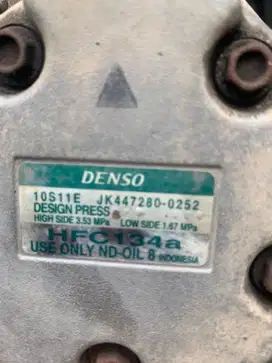 DENSO
10S11E JK447280-0252
DESIGN PRESS
HIGH SIDE 3.53 MPa LOW SIDE 1.67 MPa
HFC134a
USE ONLY ND-OIL 8 INDONESIA